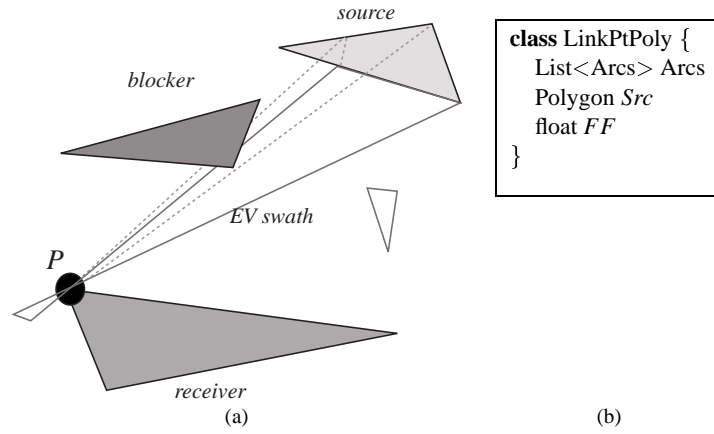 source
blocker
EV swath
P
receiver
(a)
class LinkPtPoly {
List<Arcs> Arcs
Polygon Src
float FF
}
(b)